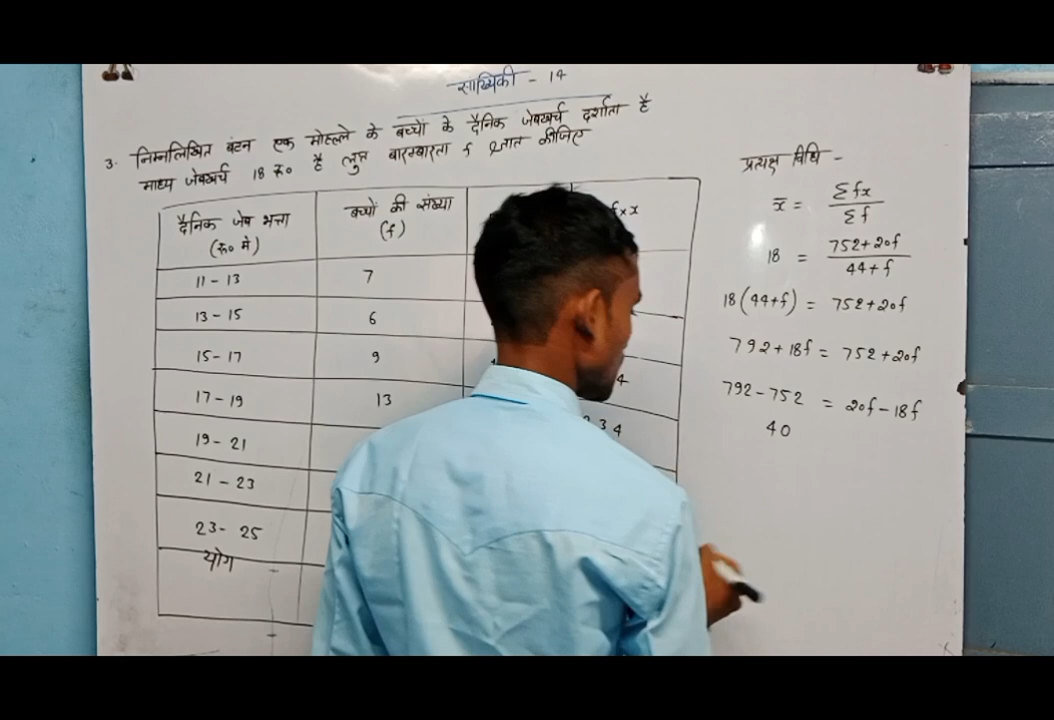 सांख्यिकी - 14
3. निम्नलिखित बंटन एक मोहल्ले के बच्चों के दैनिक जेबखर्च दर्शाता है
माध्य जेबखर्च 18 रू० है लुप्त बारम्बारता f ज्ञात कीजिए
दैनिक जेब भत्ता
(रू० मे)
बच्चों की संख्या
(f)
f×x
11 - 13
7
13 - 15
6
15 - 17
9
4
17 - 19
13
234
19 - 21
21 - 23
23 - 25
योग
प्रत्यक्ष विधि -
x̄ = Σfx / Σf
18 = 752+20f / 44+f
18(44+f) = 752+20f
792+18f = 752+20f
792-752 = 20f-18f
40